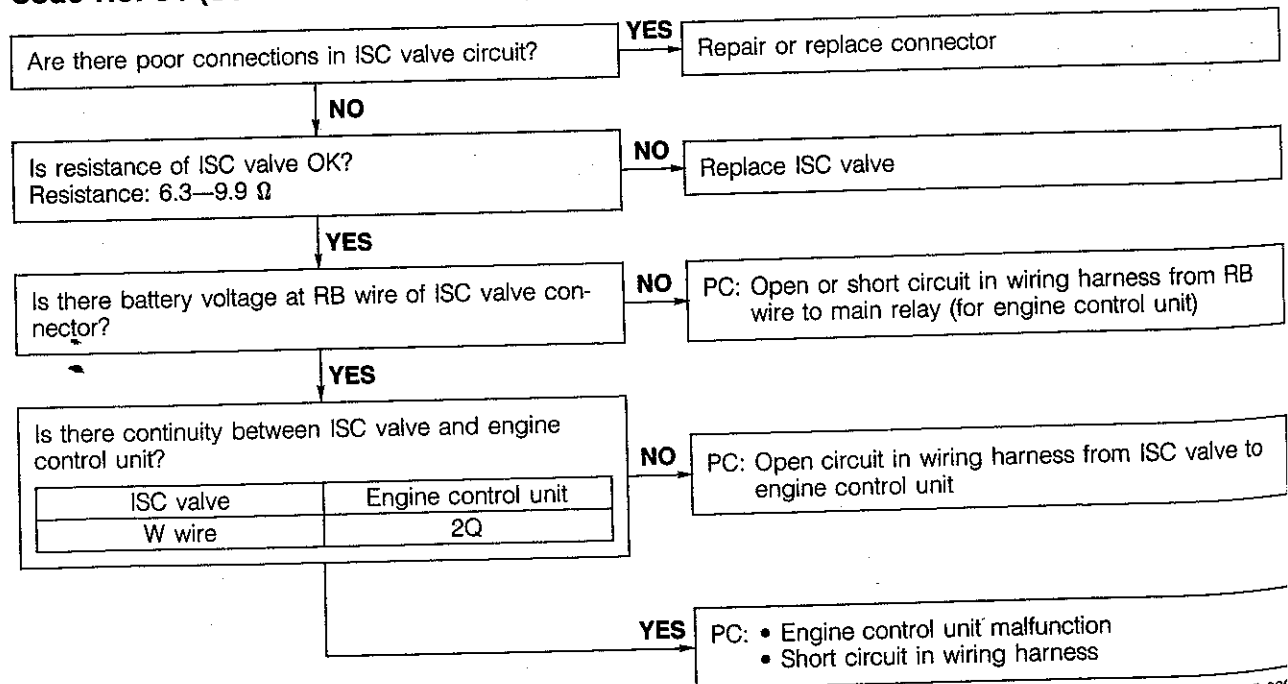 Are there poor connections in ISC valve circuit?
YES
Repair or replace connector
NO
Is resistance of ISC valve OK?
Resistance: 6.3—9.9 Ω
NO
Replace ISC valve
YES
Is there battery voltage at RB wire of ISC valve con-
nector?
NO
PC: Open or short circuit in wiring harness from RB
wire to main relay (for engine control unit)
YES
Is there continuity between ISC valve and engine
control unit?
ISC valve Engine control unit
W wire 2Q
NO
PC: Open circuit in wiring harness from ISC valve to
engine control unit
YES
PC: • Engine control unit malfunction
• Short circuit in wiring harness